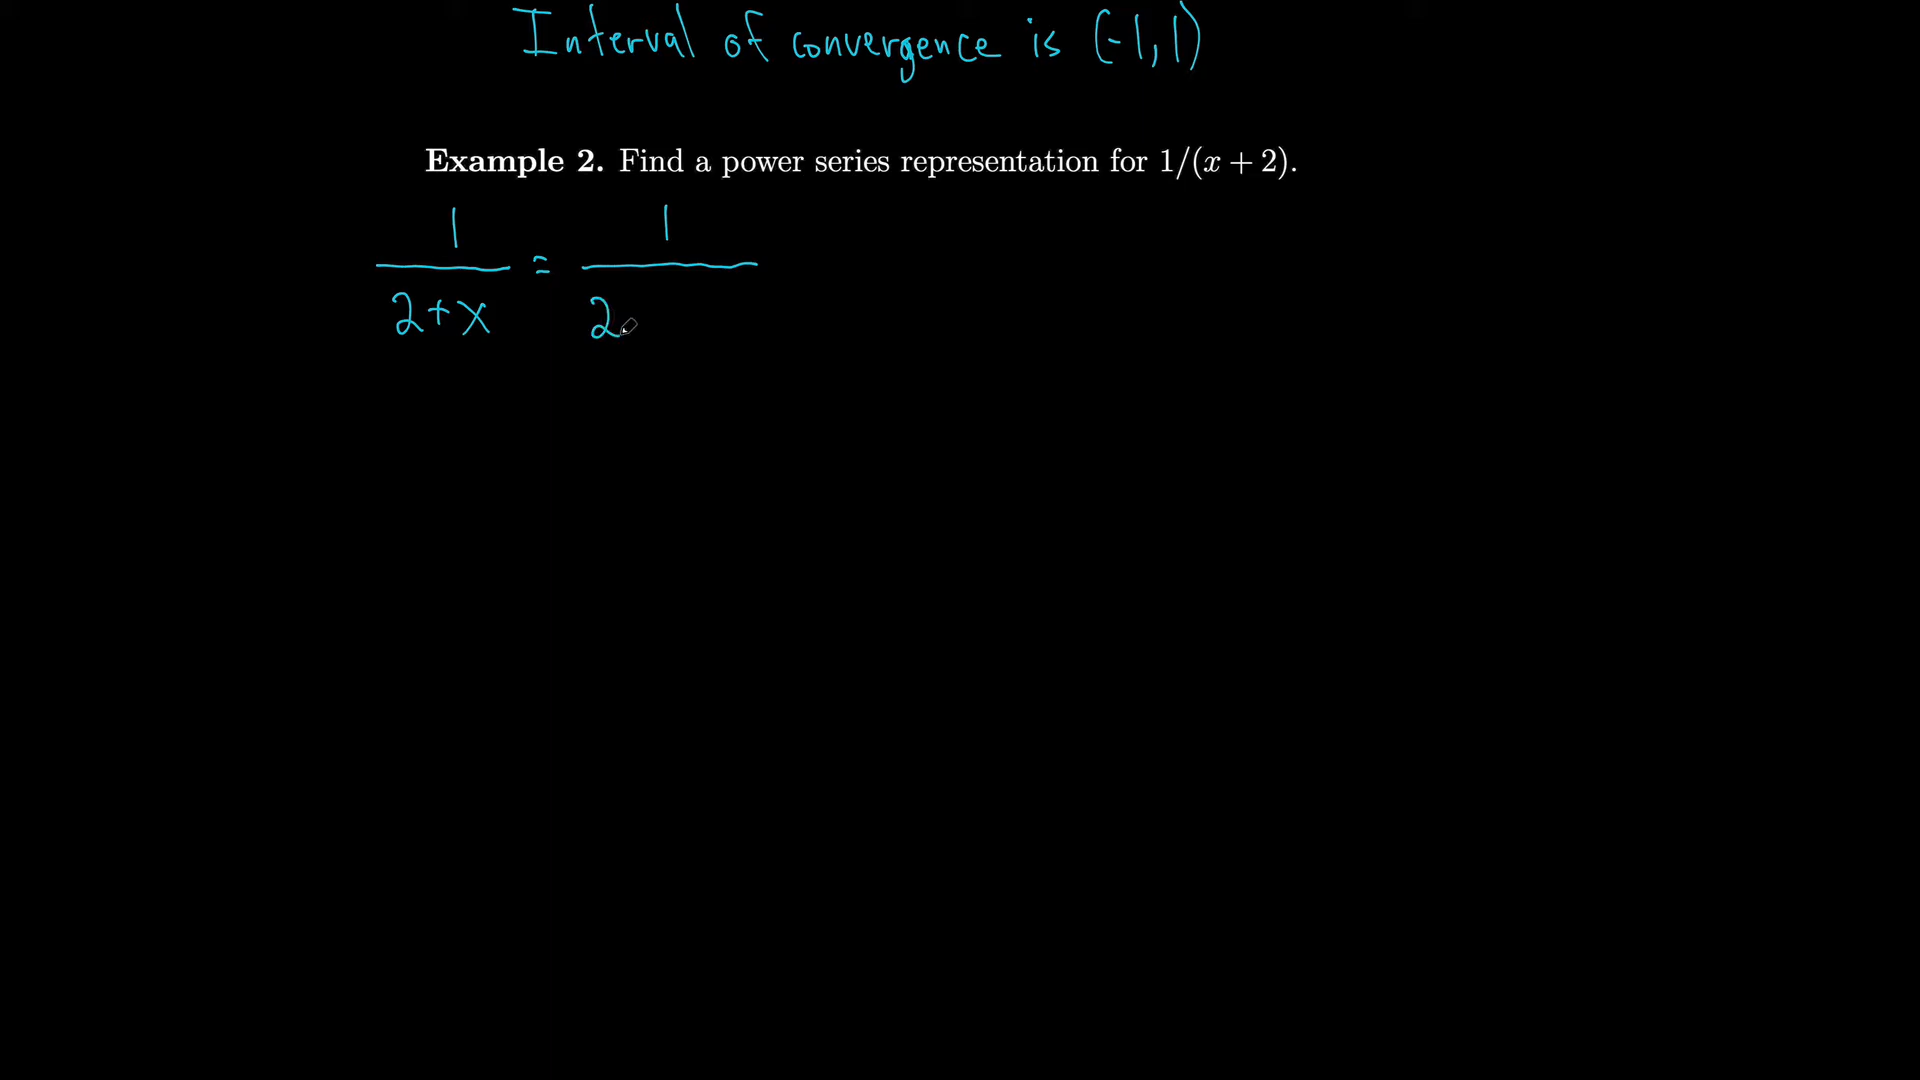 Interval of convergence is (-1,1)
Example 2. Find a power series representation for 1/(x + 2).
1 1
=
2+x 2